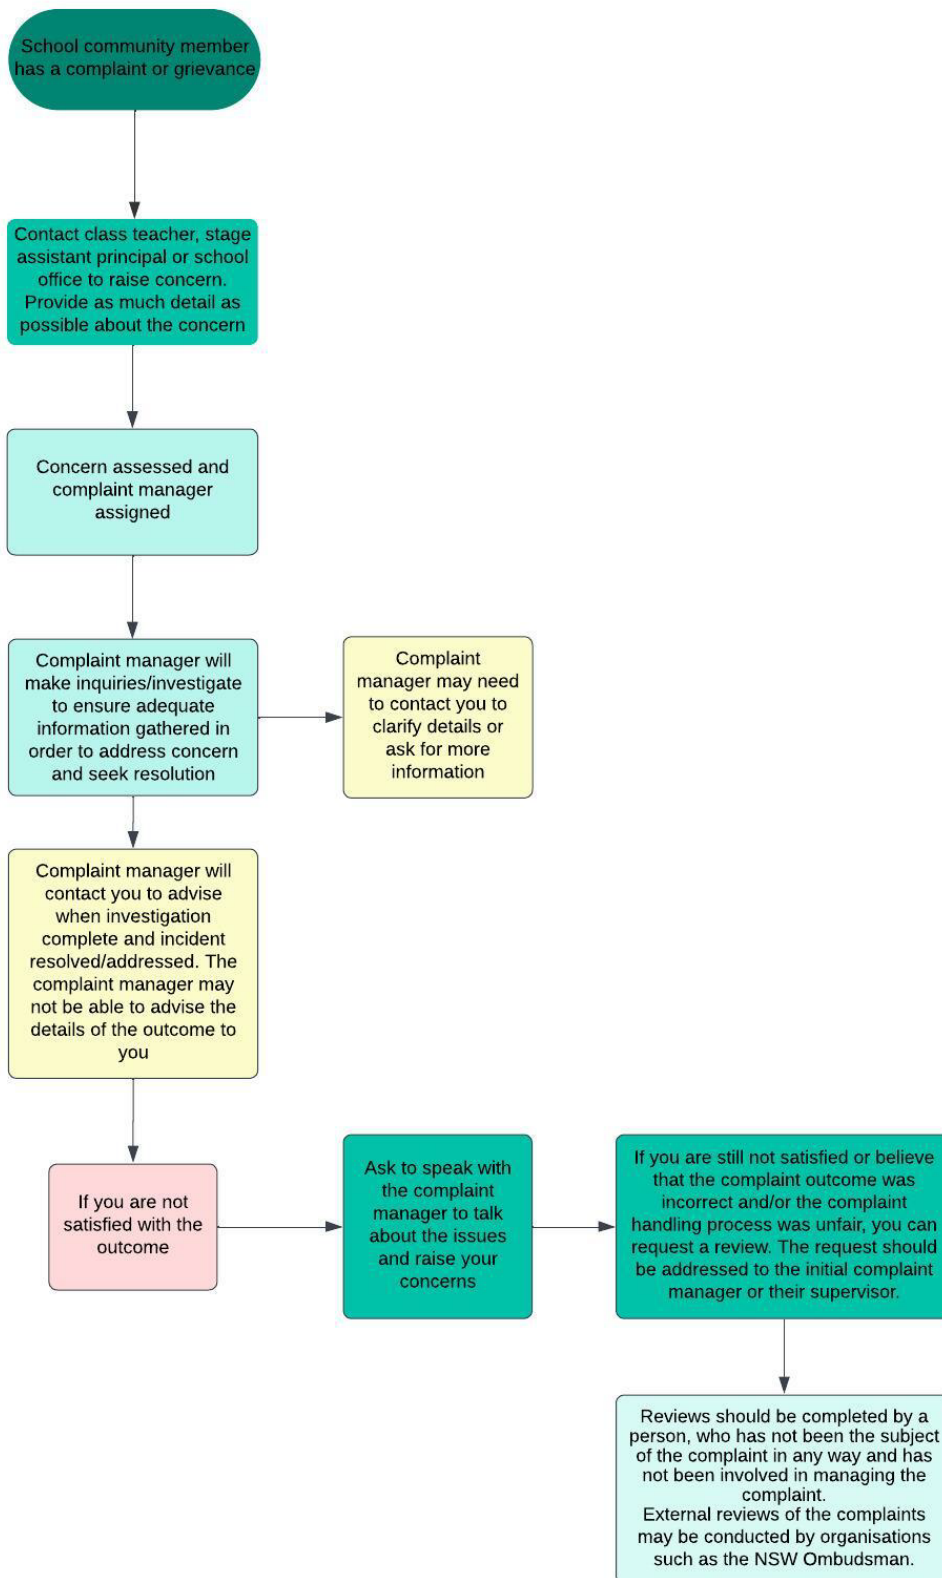 School community member
has a complaint or grievance
Contact class teacher, stage
assistant principal or school
office to raise concern.
Provide as much detail as
possible about the concern
Concern assessed and
complaint manager
assigned
Complaint manager will
make inquiries/investigate
to ensure adequate
information gathered in
order to address concern
and seek resolution
Complaint
manager may need
to contact you to
clarify details or
ask for more
information
Complaint manager will
contact you to advise
when investigation
complete and incident
resolved/addressed. The
complaint manager may
not be able to advise the
details of the outcome to
you
If you are not
satisfied with the
outcome
Ask to speak with
the complaint
manager to talk
about the issues
and raise your
concerns
If you are still not satisfied or believe
that the complaint outcome was
incorrect and/or the complaint
handling process was unfair, you can
request a review. The request should
be addressed to the initial complaint
manager or their supervisor.
Reviews should be completed by a
person, who has not been the subject
of the complaint in any way and has
not been involved in managing the
complaint.
External reviews of the complaints
may be conducted by organisations
such as the NSW Ombudsman.